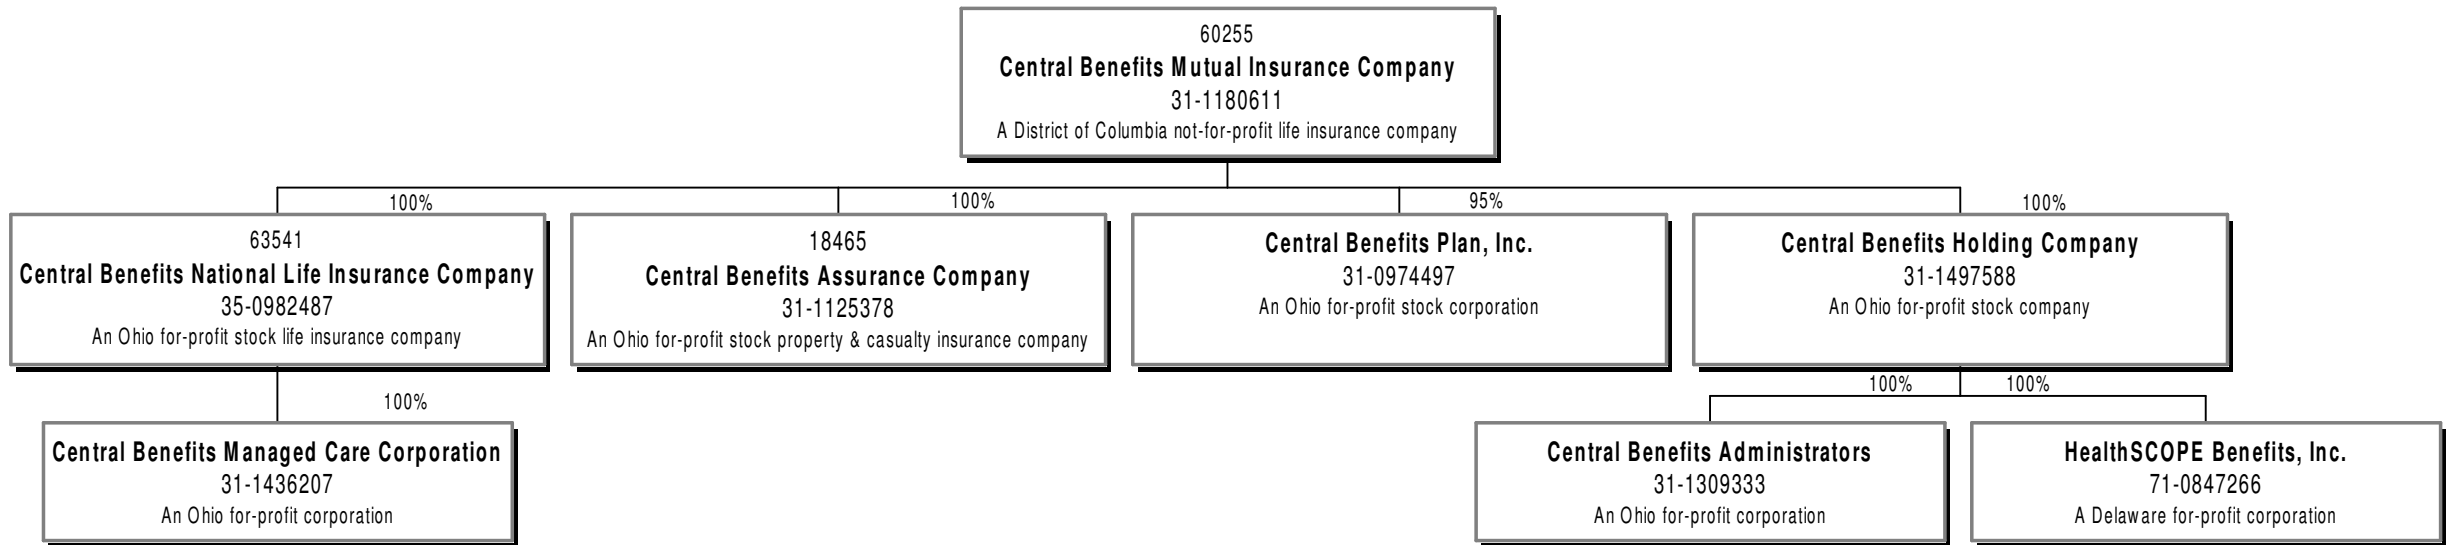 60255
Central Benefits Mutual Insurance Company
31-1180611
A District of Columbia not-for-profit life insurance company
100%
100%
95%
100%
63541
Central Benefits National Life Insurance Company
35-0982487
An Ohio for-profit stock life insurance company
18465
Central Benefits Assurance Company
31-1125378
An Ohio for-profit stock property & casualty insurance company
Central Benefits Plan, Inc.
31-0974497
An Ohio for-profit stock corporation
Central Benefits Holding Company
31-1497588
An Ohio for-profit stock company
100%
100%
100%
Central Benefits Managed Care Corporation
31-1436207
An Ohio for-profit corporation
Central Benefits Administrators
31-1309333
An Ohio for-profit corporation
HealthSCOPE Benefits, Inc.
71-0847266
A Delaware for-profit corporation